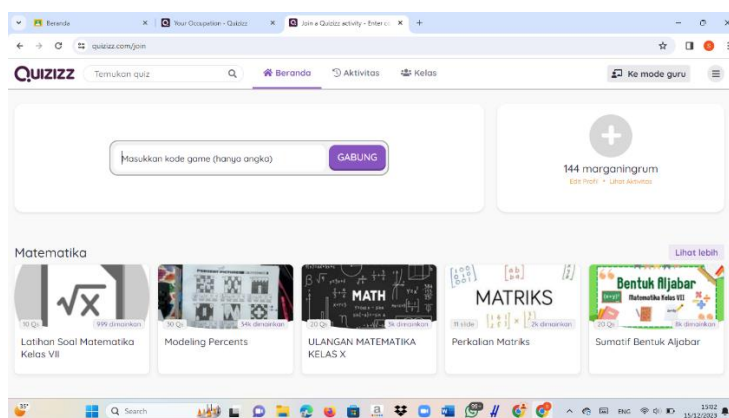 Beranda
Your Occupation - Quizizz
Join a Quizizz activity - Enter c
quizizz.com/join
QUIZIZZ
Temukan quiz
Beranda
Aktivitas
Kelas
Ke mode guru
Masukkan kode game (hanya angka)
GABUNG
144 marganingrum
Edit Profil • Lihat Aktivitas
Matematika
Lihat lebih
√x
10 Qs
999 dimainkan
Latihan Soal Matematika
Kelas VII
30 Qs
34k dimainkan
Modeling Percents
MATH
20 Qs
5k dimainkan
ULANGAN MATEMATIKA
KELAS X
MATRIKS
11 slide
2k dimainkan
Perkalian Matriks
Bentuk Aljabar
Matematika Kelas VII
20 Qs
8k dimainkan
Sumatif Bentuk Aljabar
35°
Search
99+
ENG
15:02
15/12/2023